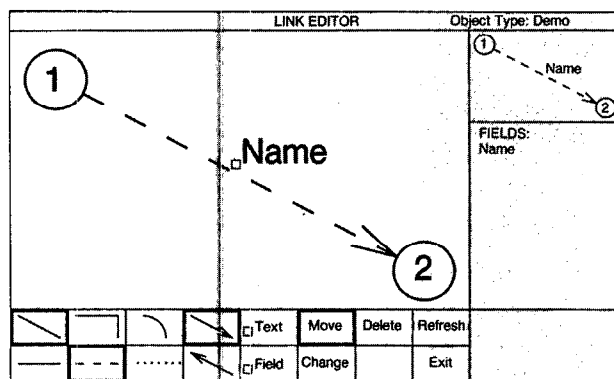 LINK EDITOR Object Type: Demo
1
Name
2
1
Name
2
FIELDS:
Name
Text Move Delete Refresh
Field Change Exit